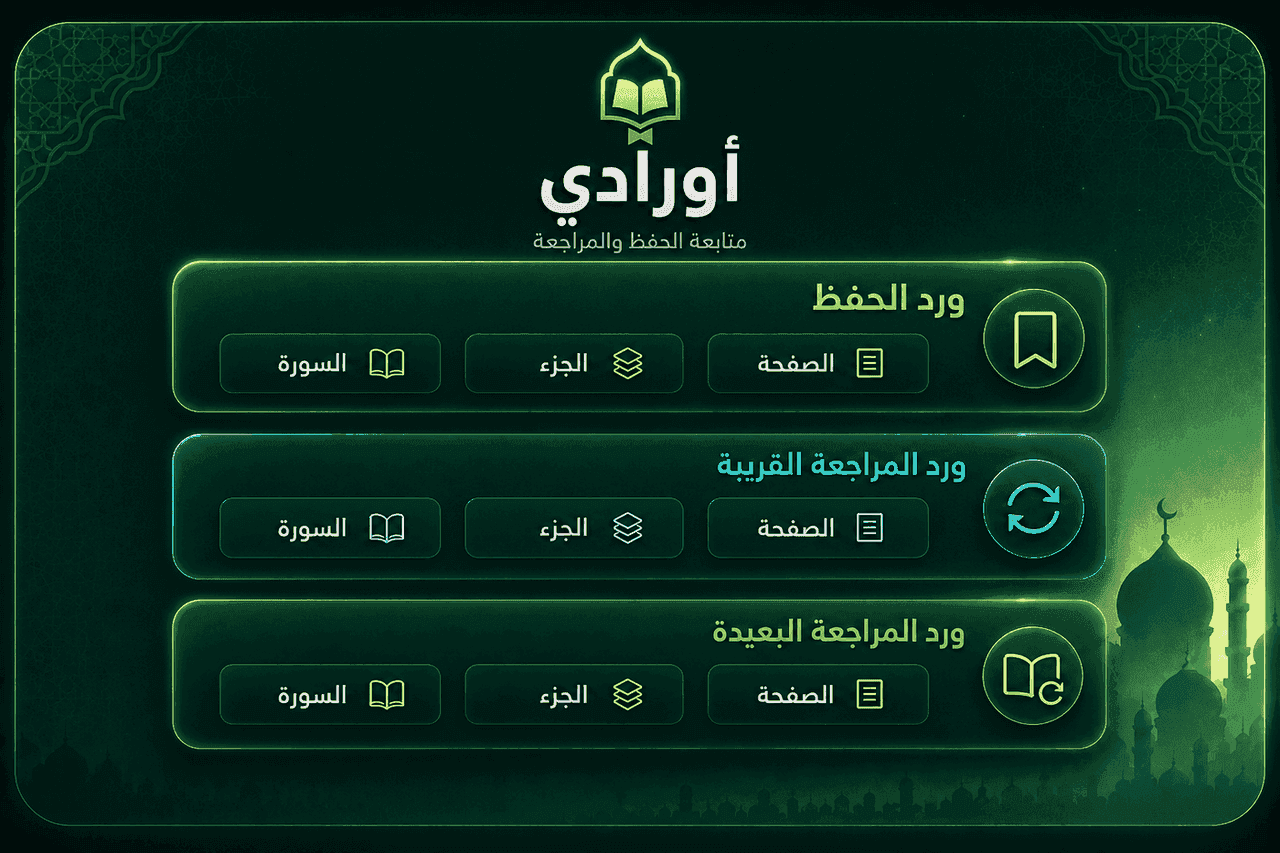 أورادي
متابعة الحفظ والمراجعة
ورد الحفظ
الصفحة الجزء السورة
ورد المراجعة القريبة
الصفحة الجزء السورة
ورد المراجعة البعيدة
الصفحة الجزء السورة